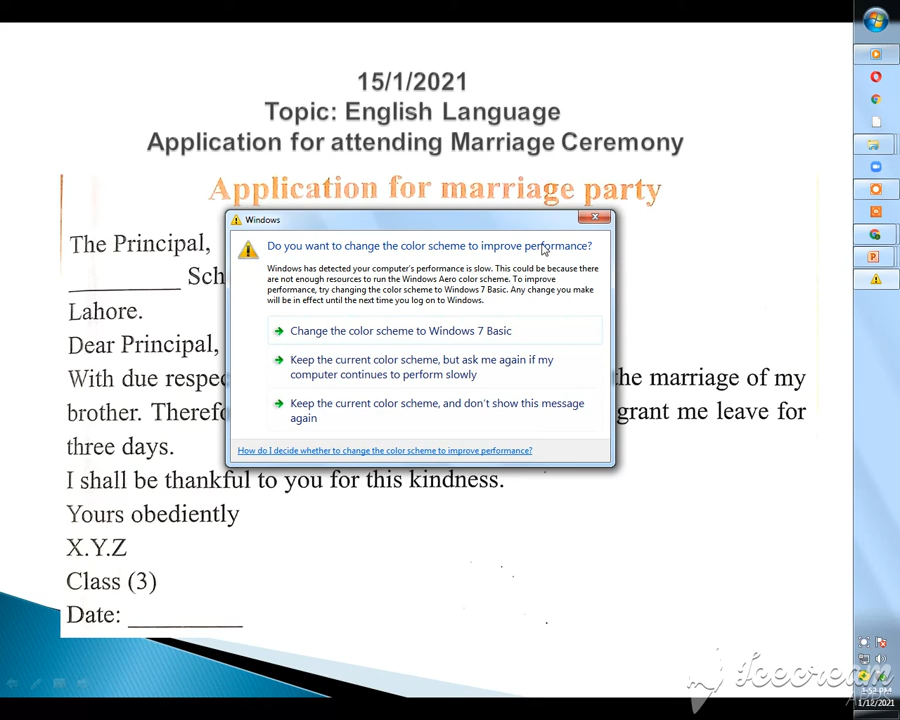 15/1/2021
Topic: English Language
Application for attending Marriage Ceremony
Application for marriage party
The Principal,
__________ Sch
Lahore.
Dear Principal,
With due respe the marriage of my
brother. Therefo grant me leave for
three days.
I shall be thankful to you for this kindness.
Yours obediently
X.Y.Z
Class (3)
Date: __________
Windows
Do you want to change the color scheme to improve performance?
Windows has detected your computer's performance is slow. This could be because there
are not enough resources to run the Windows Aero color scheme. To improve
performance, try changing the color scheme to Windows 7 Basic. Any change you make
will be in effect until the next time you log on to Windows.
Change the color scheme to Windows 7 Basic
Keep the current color scheme, but ask me again if my
computer continues to perform slowly
Keep the current color scheme, and don't show this message
again
How do I decide whether to change the color scheme to improve performance?
Icecream
APPS
PM
1/12/2021